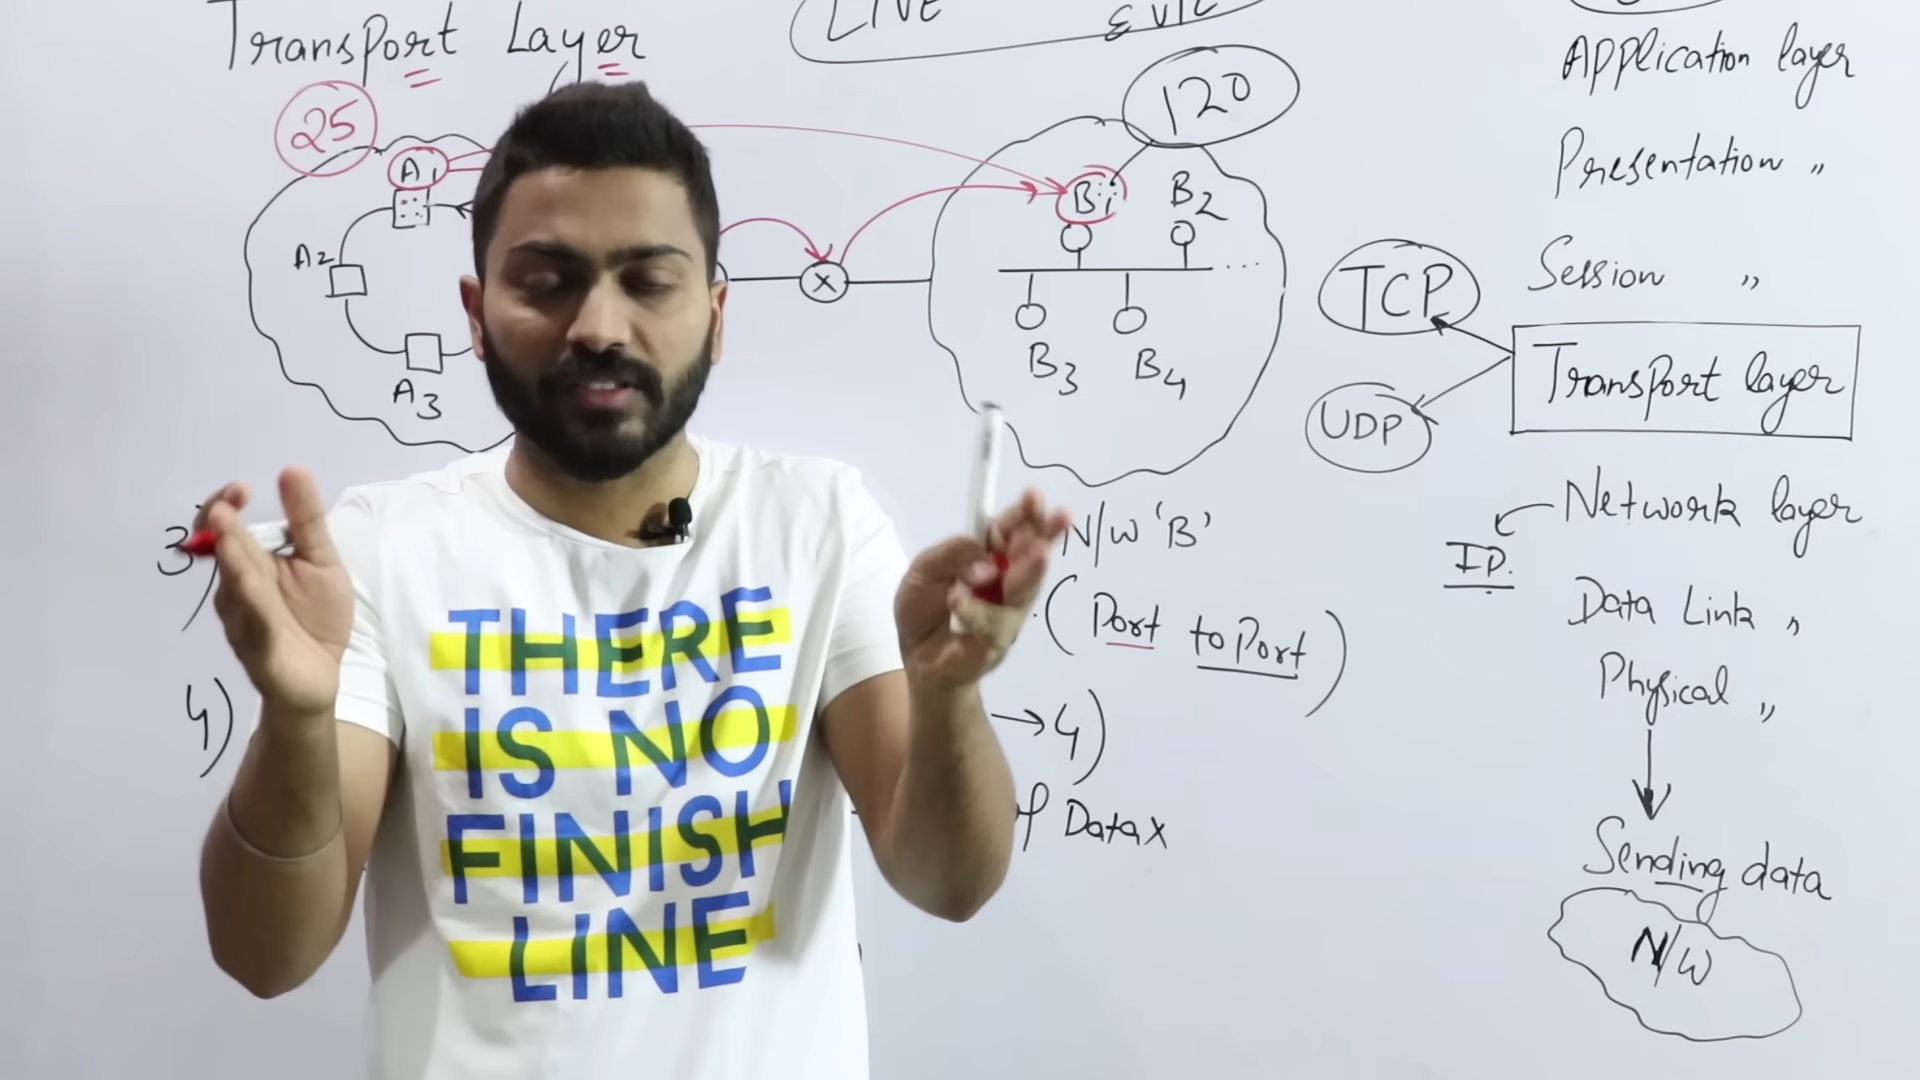 Transport Layer
LIVE
25
120
A1
A2
A3
X
B1
B2
B3
B4
...
N/W 'B'
(Port to Port)
3)
4)
→4)
of Data X
THERE
IS NO
FINISH
LINE
Application layer
Presentation "
Session "
TCP
UDP
Transport layer
Network layer
IP.
Data Link "
Physical "
Sending data
N/W